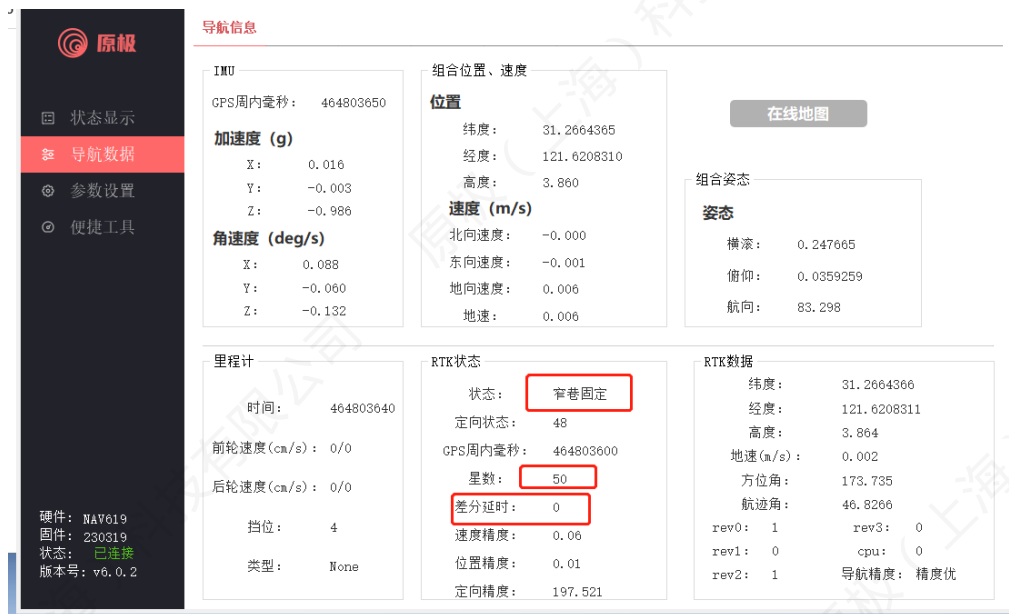 原极
状态显示
导航数据
参数设置
便捷工具
硬件: NAV619
固件: 230319
状态: 已连接
版本号: v6.0.2
导航信息
IMU
GPS周内毫秒: 464803650
加速度 (g)
X: 0.016
Y: -0.003
Z: -0.986
角速度 (deg/s)
X: 0.088
Y: -0.060
Z: -0.132
组合位置、速度
位置
纬度: 31.2664365
经度: 121.6208310
高度: 3.860
速度 (m/s)
北向速度: -0.000
东向速度: -0.001
地向速度: 0.006
地速: 0.006
在线地图
组合姿态
姿态
横滚: 0.247665
俯仰: 0.0359259
航向: 83.298
里程计
时间: 464803640
前轮速度(cm/s): 0/0
后轮速度(cm/s): 0/0
挡位: 4
类型: None
RTK状态
状态: 窄巷固定
定向状态: 48
GPS周内毫秒: 464803600
星数: 50
差分延时: 0
速度精度: 0.06
位置精度: 0.01
定向精度: 197.521
RTK数据
纬度: 31.2664366
经度: 121.6208311
高度: 3.864
地速(m/s): 0.002
方位角: 173.735
航迹角: 46.8266
rev0: 1 rev3: 0
rev1: 0 cpu: 0
rev2: 1 导航精度: 精度优